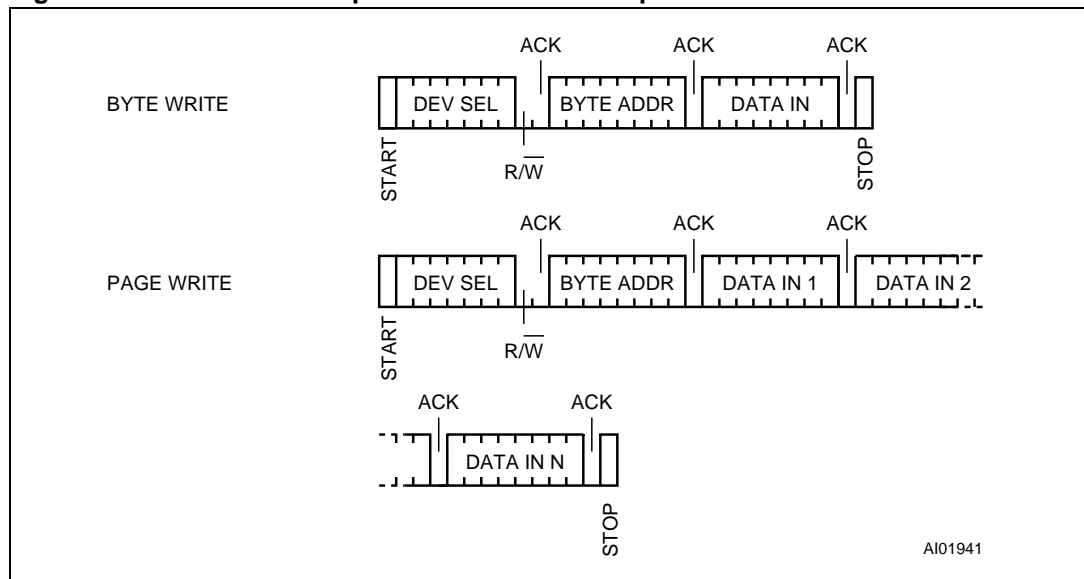 ACK ACK ACK
BYTE WRITE DEV SEL BYTE ADDR DATA IN
START R/W̅ STOP
ACK ACK ACK
PAGE WRITE DEV SEL BYTE ADDR DATA IN 1 DATA IN 2
START R/W̅
ACK ACK
DATA IN N
STOP
AI01941